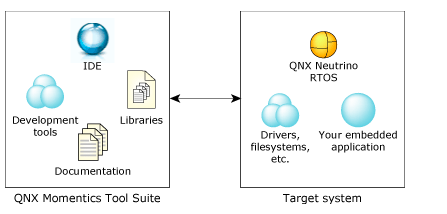 IDE
Development
tools
Libraries
Documentation
QNX Momentics Tool Suite
QNX Neutrino
RTOS
Drivers,
filesystems,
etc.
Your embedded
application
Target system